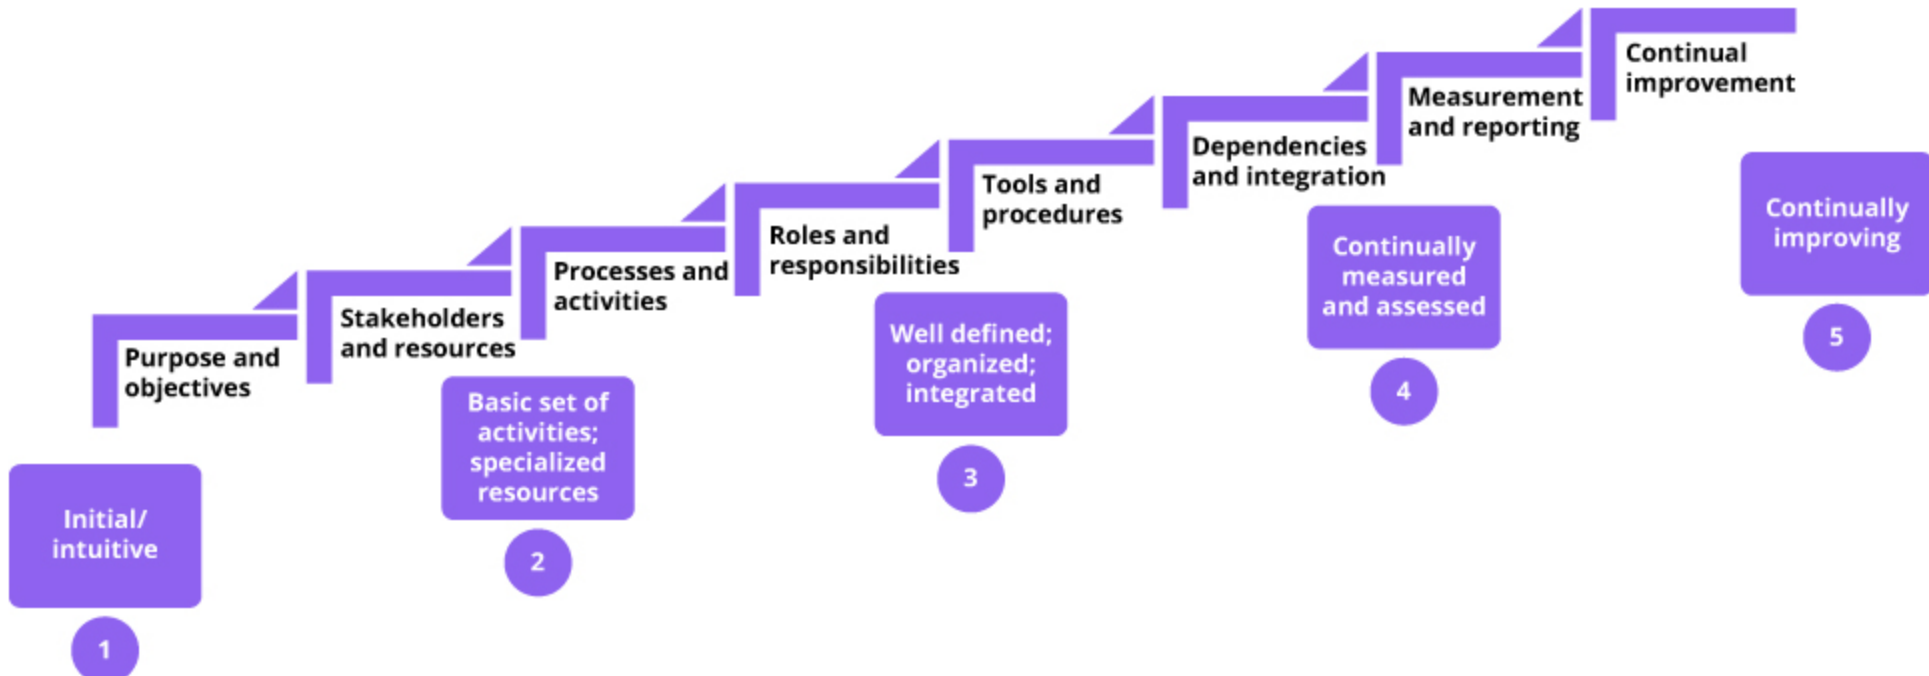 Purpose and
objectives
Stakeholders
and resources
Processes and
activities
Roles and
responsibilities
Tools and
procedures
Dependencies
and integration
Measurement
and reporting
Continual
improvement
Initial/
intuitive
1
Basic set of
activities;
specialized
resources
2
Well defined;
organized;
integrated
3
Continually
measured
and assessed
4
Continually
improving
5